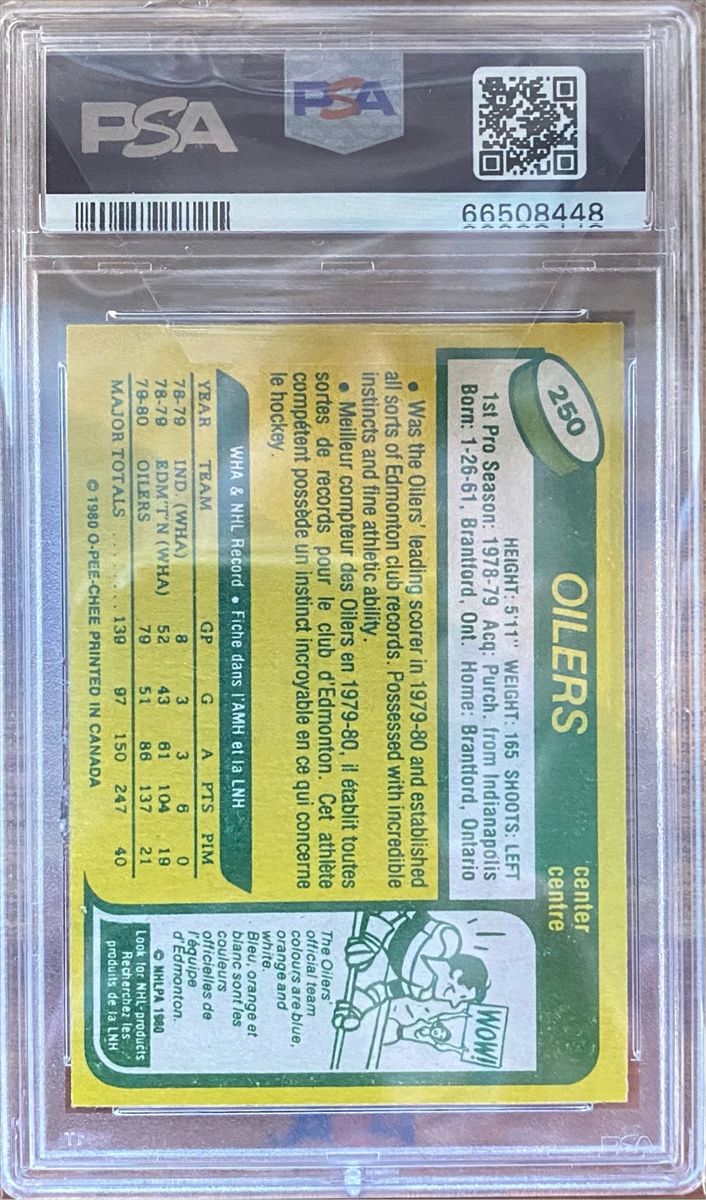 PSA
PSA
66508448
250
OILERS
center
centre
HEIGHT: 5'11" WEIGHT: 165 SHOOTS: LEFT
1st Pro Season: 1978-79 Acq: Purch. from Indianapolis
Born: 1-26-61, Brantford, Ont. Home: Brantford, Ontario
• Was the Oilers' leading scorer in 1979-80 and established
all sorts of Edmonton club records. Possessed with incredible
instincts and fine athletic ability.
• Meilleur compteur des Oilers en 1979-80, il établit toutes
sortes de records pour le club d'Edmonton. Cet athlète
compétent possède un instinct incroyable en ce qui concerne
le hockey.
WHA & NHL Record • Fiche dans l'AMH et la LNH
YEAR TEAM GP G A PTS PIM
78-79 IND. (WHA) 8 3 3 6 0
78-79 EDM'T'N (WHA) 52 43 61 104 19
79-80 OILERS 79 51 86 137 21
MAJOR TOTALS .......... 139 97 150 247 40
© 1980 O-PEE-CHEE PRINTED IN CANADA
WOW!
The Oilers'
official team
colours are blue,
orange and
white.
Bleu, orange et
blanc sont les
couleurs
officielles de
l'équipe
d'Edmonton.
© NHLPA 1980
Look for NHL products
Recherchez les
produits de la LNH
PSA